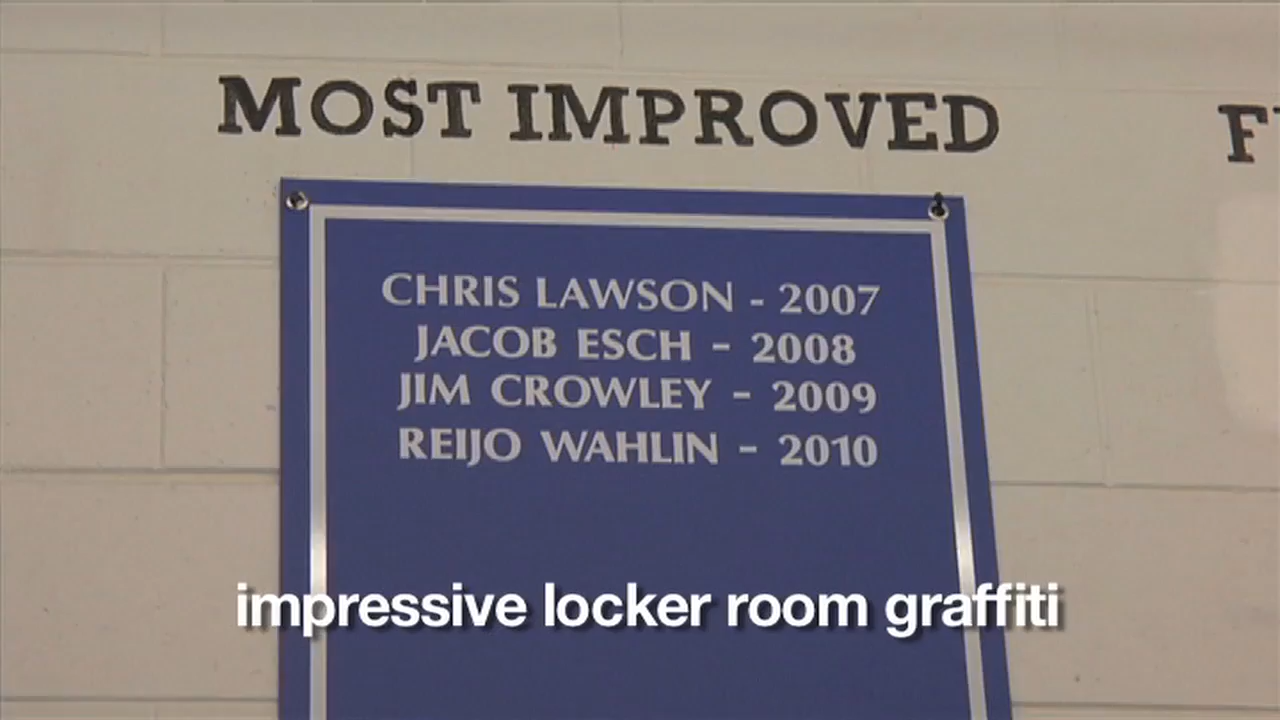 MOST IMPROVED
F
CHRIS LAWSON - 2007
JACOB ESCH - 2008
JIM CROWLEY - 2009
REIJO WAHLIN - 2010
impressive locker room graffiti